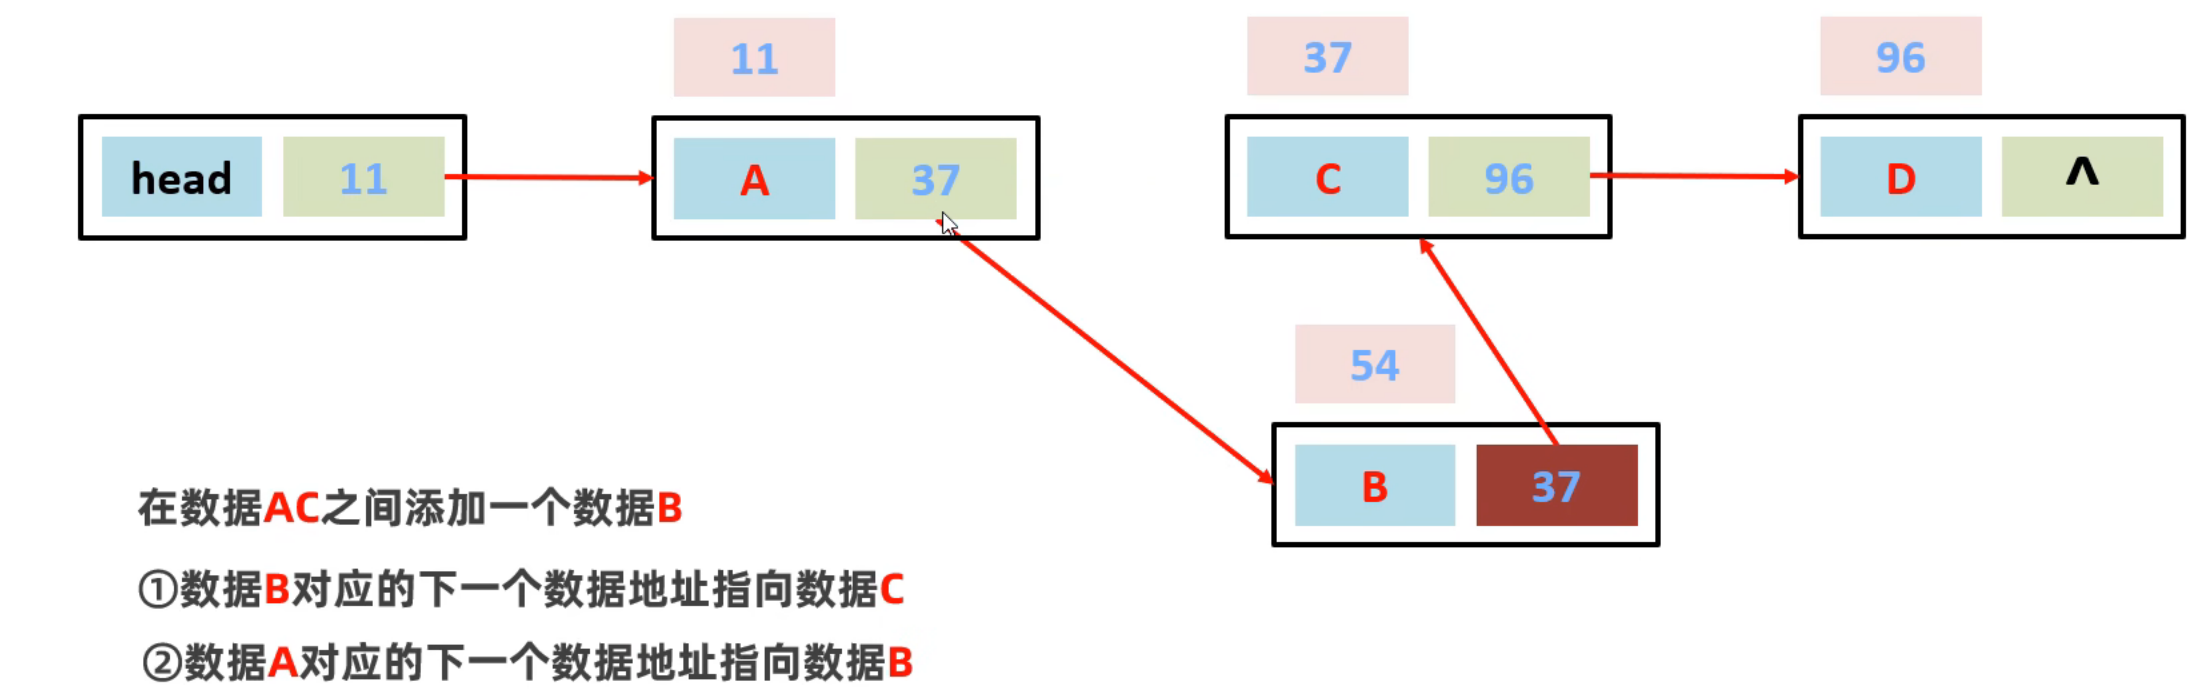 11 37 96
head 11 A 37 C 96 D ^
54
B 37
在数据AC之间添加一个数据B
①数据B对应的下一个数据地址指向数据C
②数据A对应的下一个数据地址指向数据B